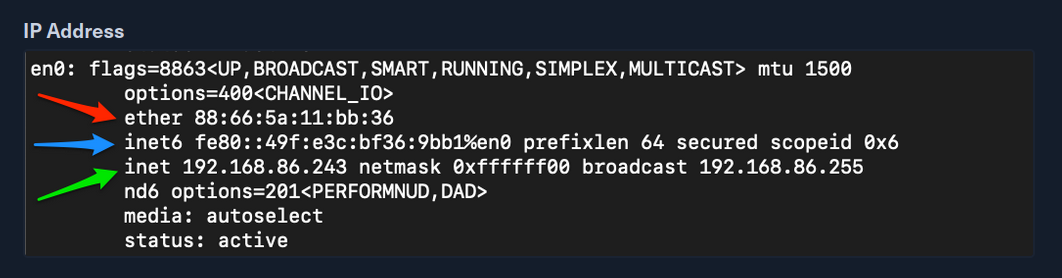 IP Address
en0: flags=8863<UP,BROADCAST,SMART,RUNNING,SIMPLEX,MULTICAST> mtu 1500
options=400<CHANNEL_IO>
ether 88:66:5a:11:bb:36
inet6 fe80::49f:e3c:bf36:9bb1%en0 prefixlen 64 secured scopeid 0x6
inet 192.168.86.243 netmask 0xffffff00 broadcast 192.168.86.255
nd6 options=201<PERFORMNUD,DAD>
media: autoselect
status: active